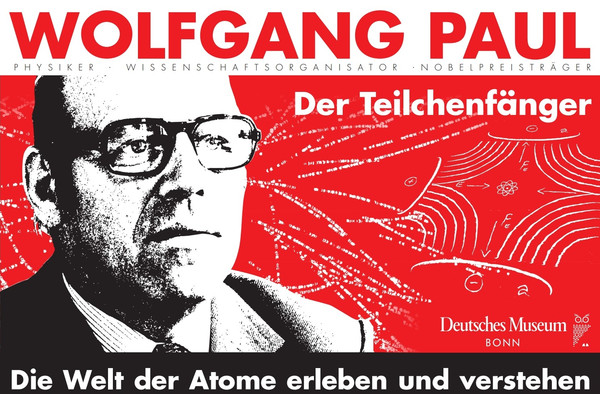 WOLFGANG PAUL
PHYSIKER · WISSENSCHAFTSORGANISATOR · NOBELPREISTRÄGER
Der Teilchenfänger
Deutsches Museum
BONN
Die Welt der Atome erleben und verstehen